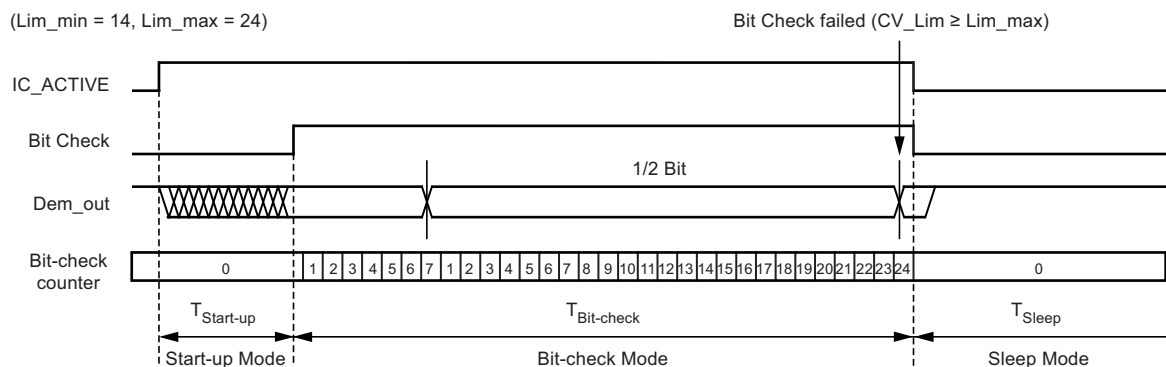 (Lim_min = 14, Lim_max = 24)
Bit Check failed (CV_Lim ≥ Lim_max)
IC_ACTIVE
Bit Check
1/2 Bit
Dem_out
Bit-check
counter
0 1 2 3 4 5 6 7 1 2 3 4 5 6 7 8 9 10 11 12 13 14 15 16 17 18 19 20 21 22 23 24 0
TStart-up TBit-check TSleep
Start-up Mode Bit-check Mode Sleep Mode